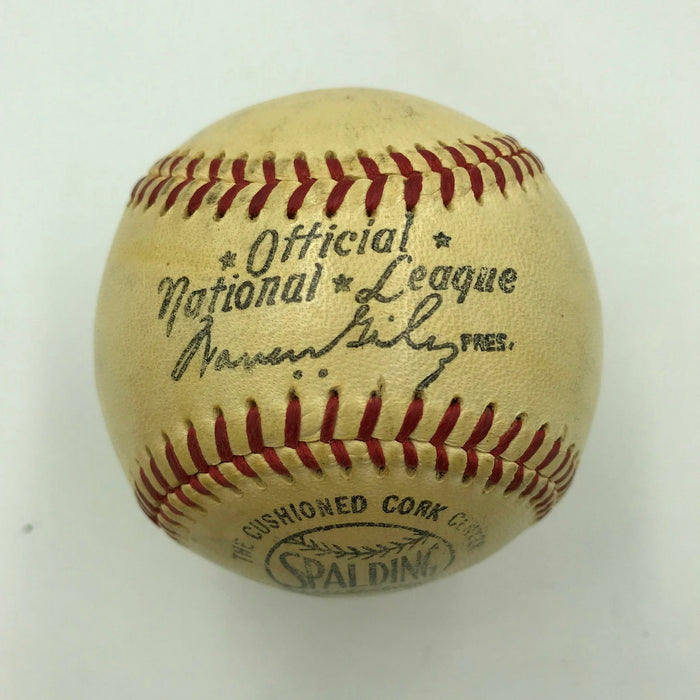 ★ Official ★
National ★ League
Warren Giles PRES.
THE CUSHIONED CORK CENTER
SPALDING